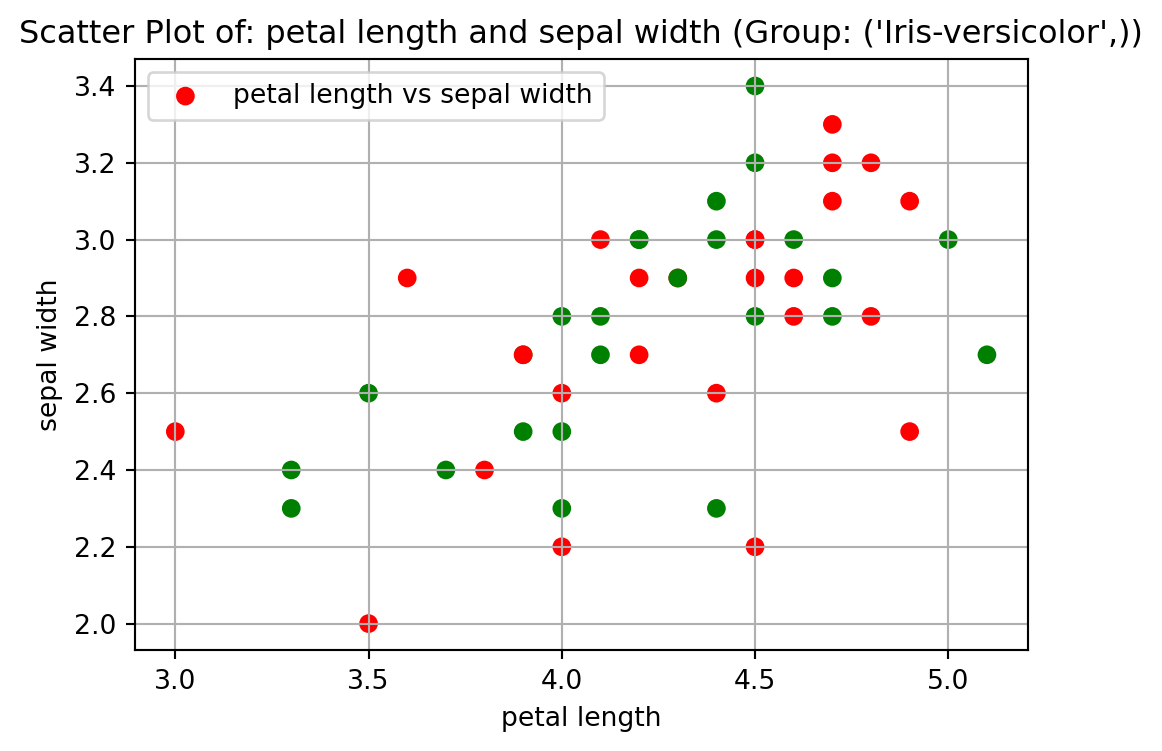 Scatter Plot of: petal length and sepal width (Group: ('Iris-versicolor',))
petal length vs sepal width
3.4
3.2
3.0
2.8
2.6
2.4
2.2
2.0
sepal width
3.0 3.5 4.0 4.5 5.0
petal length